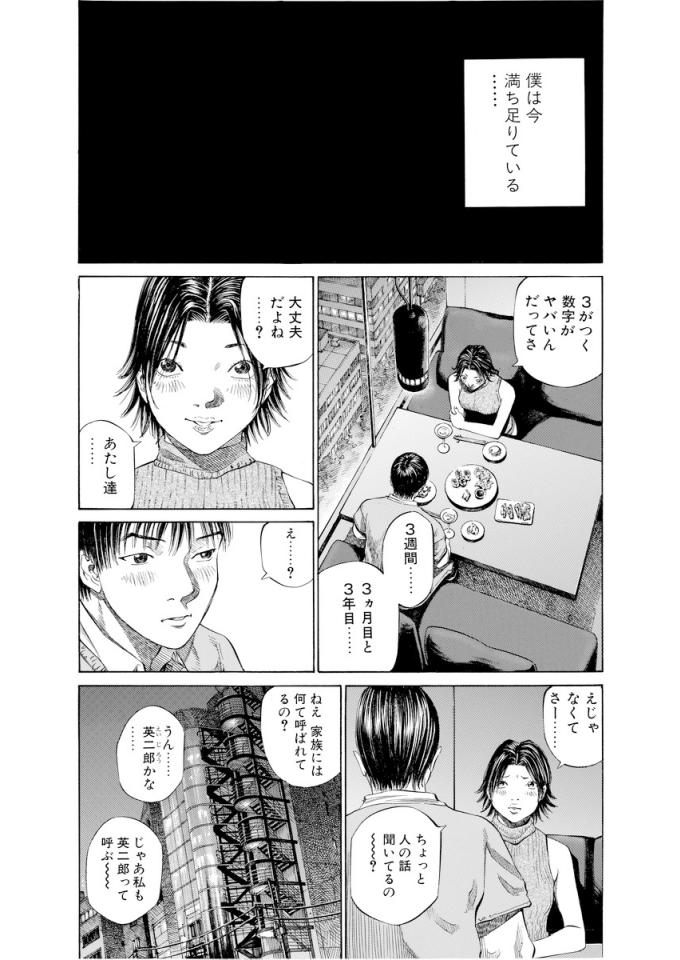 僕は今
満ち足りている
……
3がつく
数字が
ヤバいん
だってさ
3週間……
3ヵ月目と
3年目……
大丈夫
だよね
……？
あたし達
……
え……？
えじゃ
なくて
さー……
ちょっと
人の話
聞いてるの
〜〜？
ねえ 家族には
何て呼ばれて
るの？
うん……
英二郎かな
えいじろう
……
じゃあ私も
英二郎って
呼ぶ〜〜